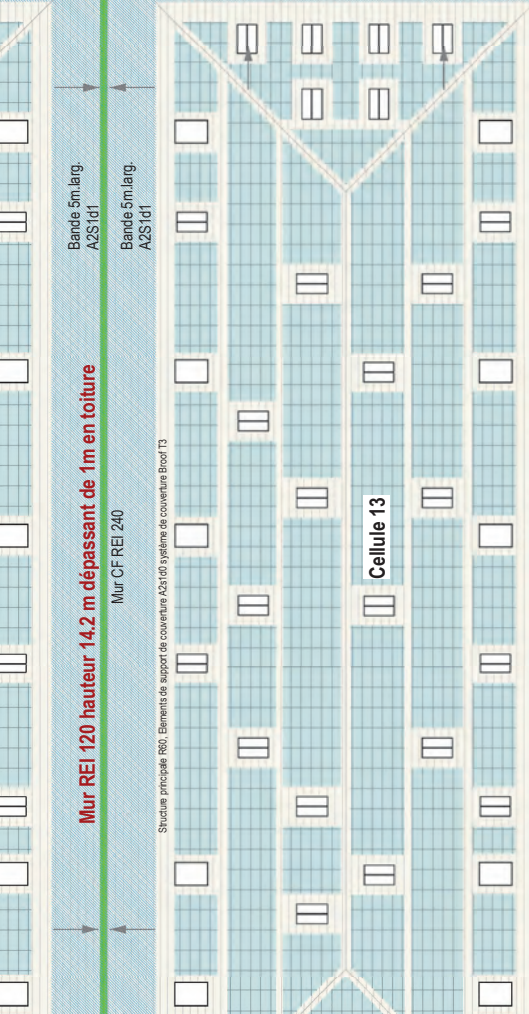 Bande 5m.larg.
A2S1d1
Bande 5m.larg.
A2S1d1
Mur REI 120 hauteur 14.2 m dépassant de 1m en toiture
Mur CF REI 240
Structure principale R60, Elements de support de couverture A2s1d0 système de couverture Broof T3
Cellule 13